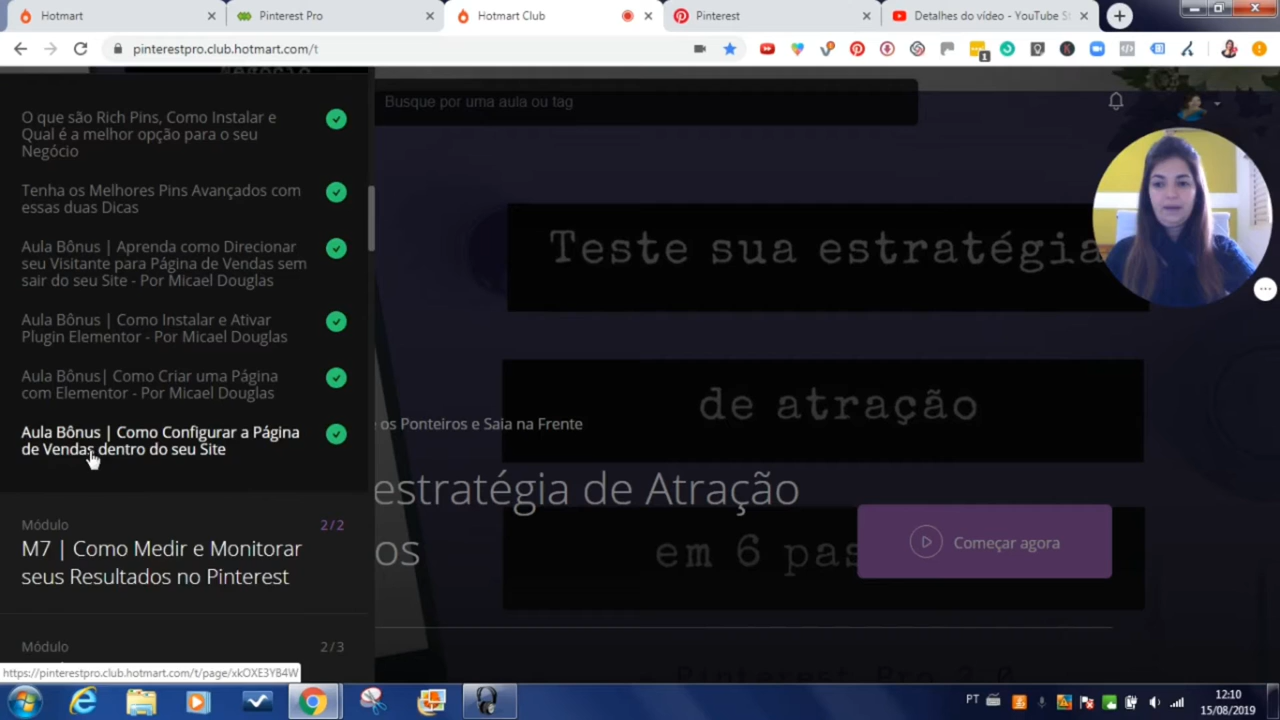 Hotmart
Pinterest Pro
Hotmart Club
Pinterest
Detalhes do vídeo - YouTube St
pinterestpro.club.hotmart.com/t
1
Busque por uma aula ou tag
O que são Rich Pins, Como Instalar e
Qual é a melhor opção para o seu
Negócio
Tenha os Melhores Pins Avançados com
essas duas Dicas
Aula Bônus | Aprenda como Direcionar
seu Visitante para Página de Vendas sem
sair do seu Site - Por Micael Douglas
Aula Bônus | Como Instalar e Ativar
Plugin Elementor - Por Micael Douglas
Aula Bônus| Como Criar uma Página
com Elementor - Por Micael Douglas
Aula Bônus | Como Configurar a Página
de Vendas dentro do seu Site
Módulo 2/2
M7 | Como Medir e Monitorar
seus Resultados no Pinterest
Módulo 2/3
Teste sua estratégia
de atração
em 6 pas
e os Ponteiros e Saia na Frente
estratégia de Atração
os
Começar agora
https://pinterestpro.club.hotmart.com/t/page/xkOXE3YB4W
PT
12:10
15/08/2019